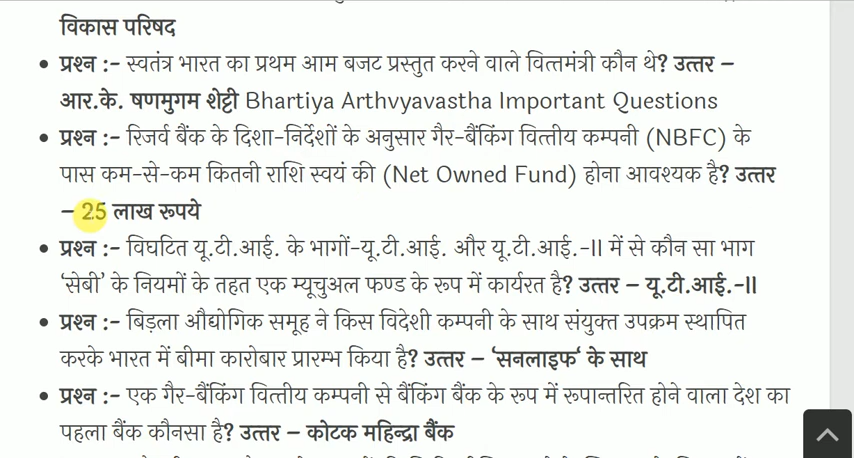 विकास परिषद
प्रश्न :- स्वतंत्र भारत का प्रथम आम बजट प्रस्तुत करने वाले वित्तमंत्री कौन थे? उत्तर –
आर.के. षणमुगम शेट्टी Bhartiya Arthvyavastha Important Questions
प्रश्न :- रिजर्व बैंक के दिशा-निर्देशों के अनुसार गैर-बैंकिंग वित्तीय कम्पनी (NBFC) के
पास कम-से-कम कितनी राशि स्वयं की (Net Owned Fund) होना आवश्यक है? उत्तर
– 25 लाख रूपये
प्रश्न :- विघटित यू.टी.आई. के भागों-यू.टी.आई. और यू.टी.आई.-II में से कौन सा भाग
‘सेबी’ के नियमों के तहत एक म्यूचुअल फण्ड के रूप में कार्यरत है? उत्तर – यू.टी.आई.-II
प्रश्न :- बिड़ला औद्योगिक समूह ने किस विदेशी कम्पनी के साथ संयुक्त उपक्रम स्थापित
करके भारत में बीमा कारोबार प्रारम्भ किया है? उत्तर – ‘सनलाइफ‘ के साथ
प्रश्न :- एक गैर-बैंकिंग वित्तीय कम्पनी से बैंकिंग बैंक के रूप में रूपान्तरित होने वाला देश का
पहला बैंक कौनसा है? उत्तर – कोटक महिन्द्रा बैंक